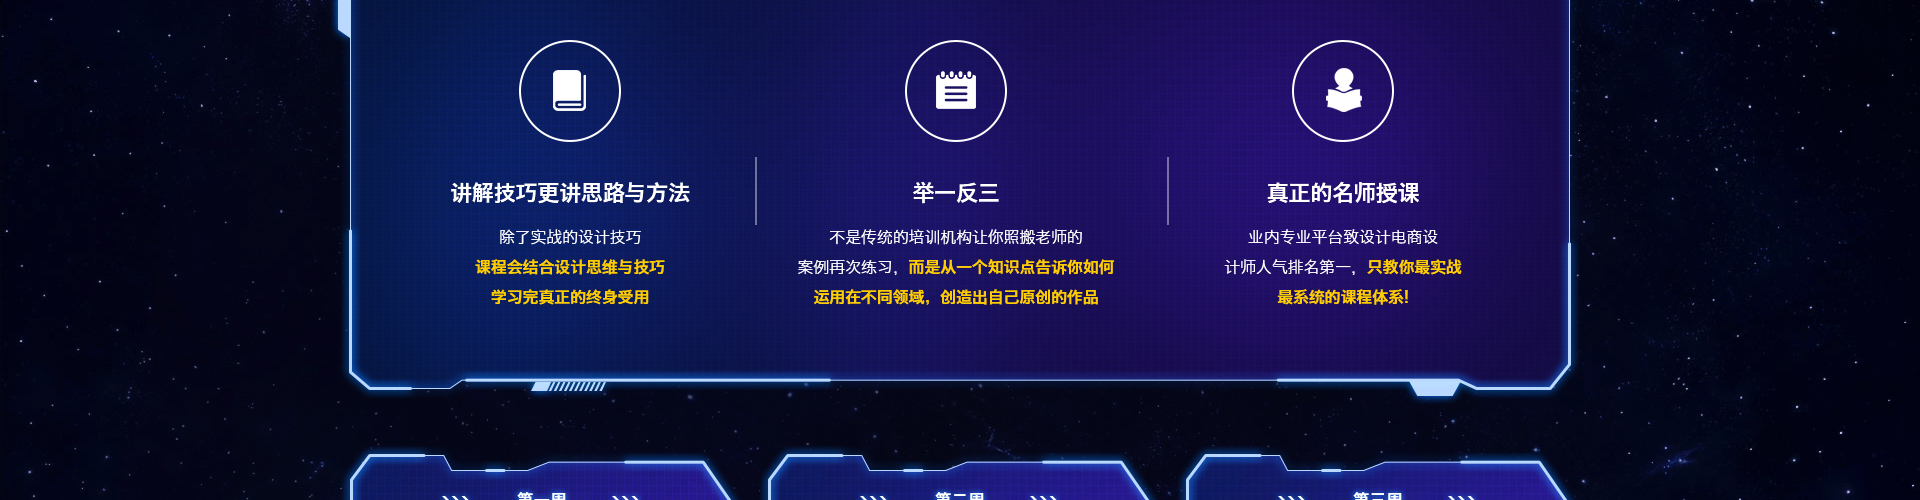 讲解技巧更讲思路与方法
除了实战的设计技巧
课程会结合设计思维与技巧
学习完真正的终身受用
举一反三
不是传统的培训机构让你照搬老师的
案例再次练习，而是从一个知识点告诉你如何
运用在不同领域，创造出自己原创的作品
真正的名师授课
业内专业平台致设计电商设
计师人气排名第一，只教你最实战
最系统的课程体系!
第一周
第二周
第三周